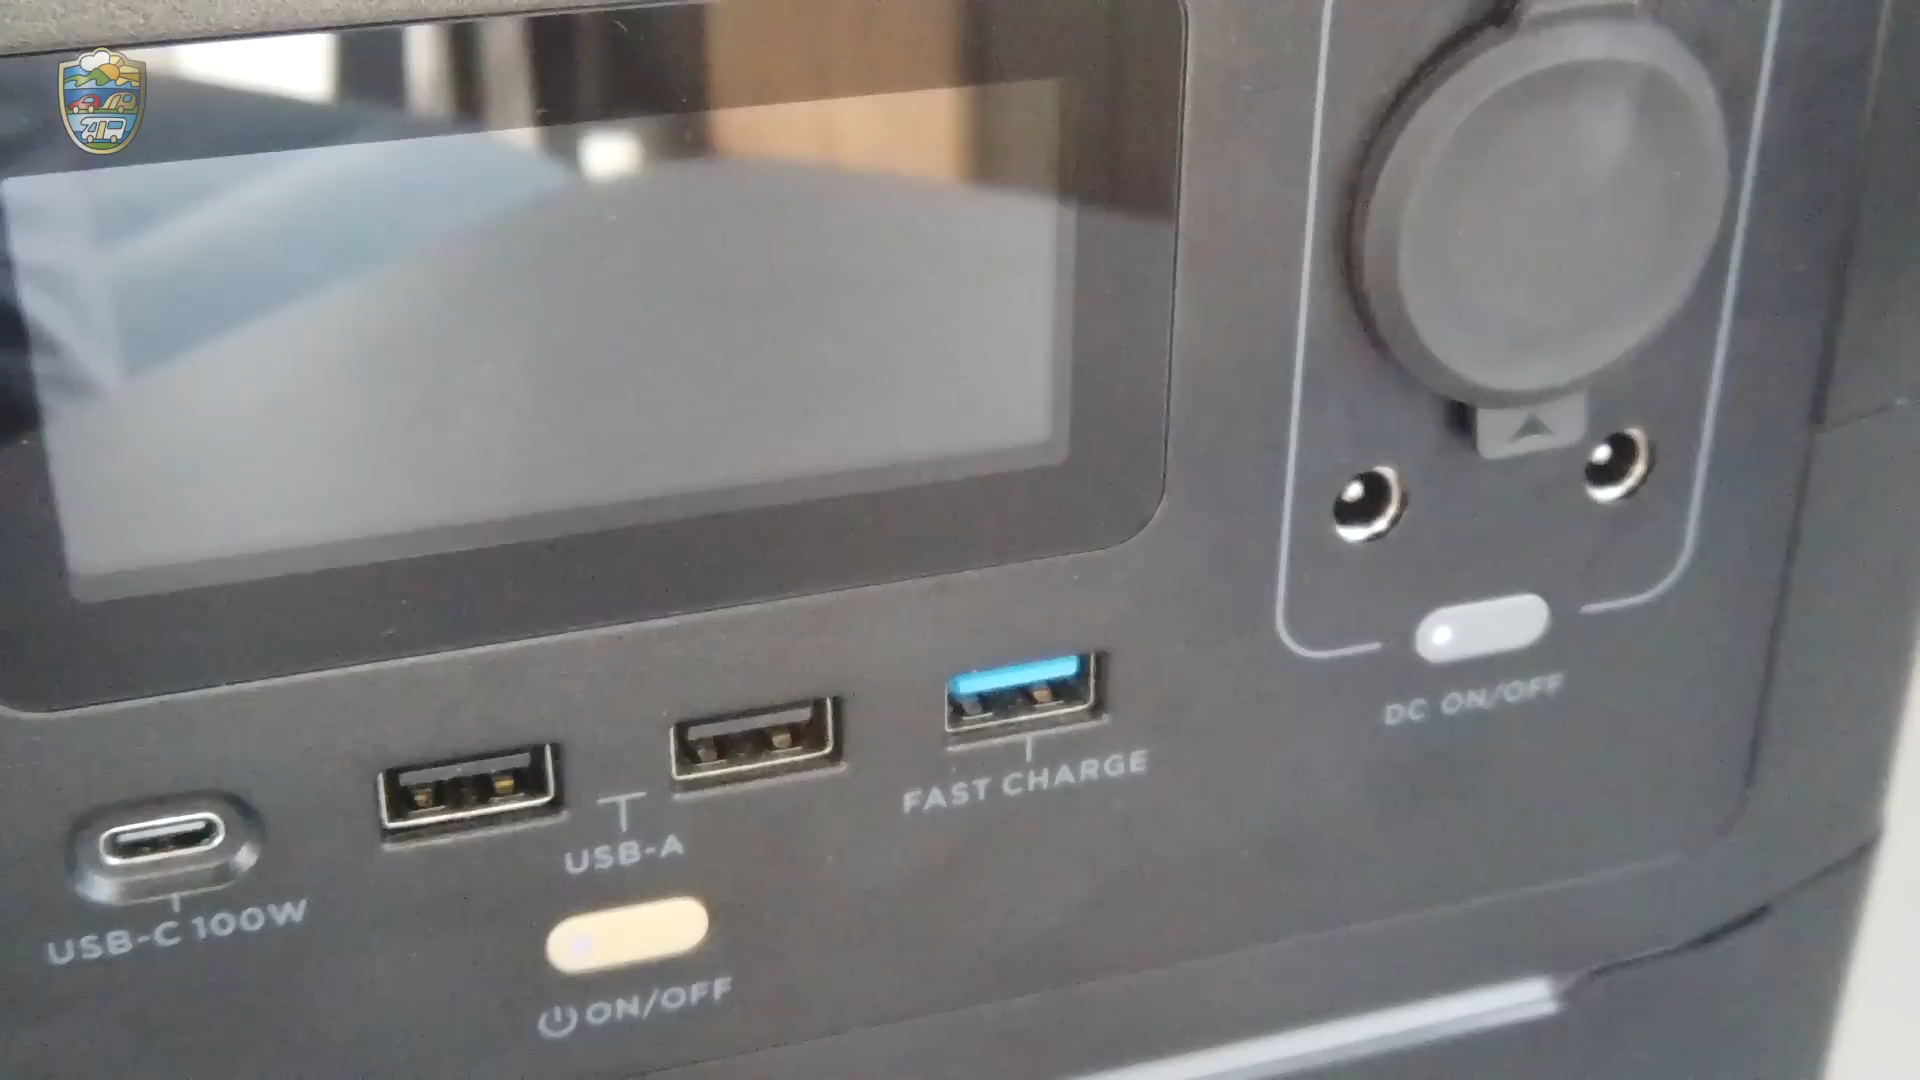 FAST CHARGE
DC ON/OFF
USB-A
USB-C 100W
ON/OFF